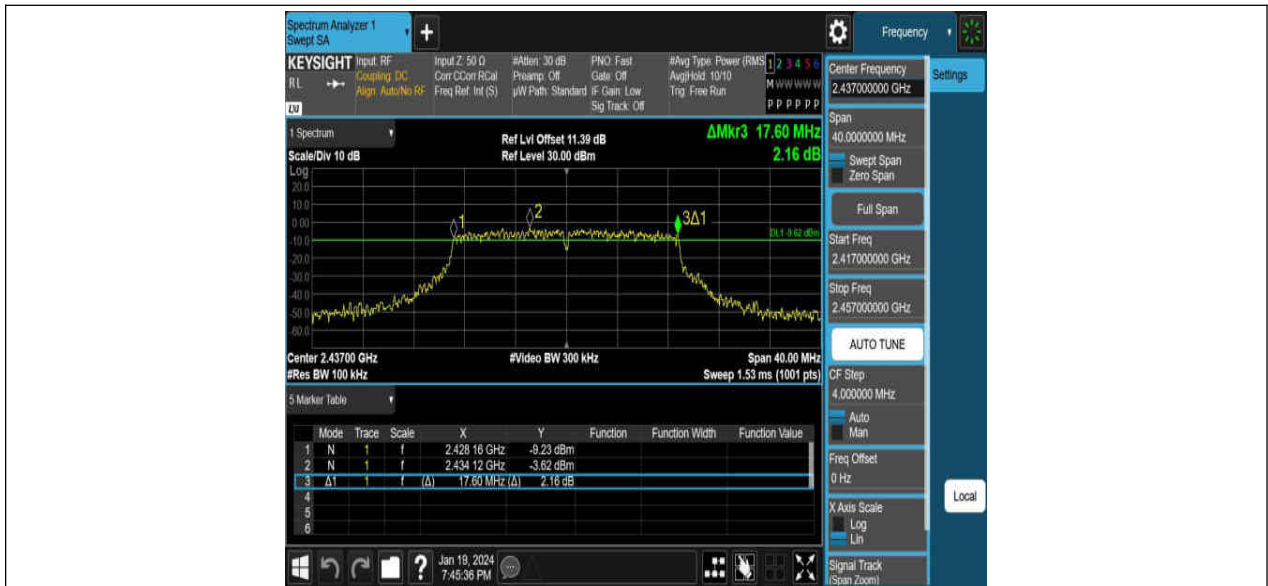 Spectrum Analyzer 1
Swept SA
+
Frequency
KEYSIGHT
RL
LXI
Input: RF
Coupling: DC
Align: Auto/No RF
Input Z: 50 Ω
Corr CCorr RCal
Freq Ref: Int (S)
#Atten: 30 dB
Preamp: Off
µW Path: Standard
PNO: Fast
Gate: Off
IF Gain: Low
Sig Track: Off
#Avg Type: Power (RMS
Avg|Hold: 10/10
Trig: Free Run
1 2 3 4 5 6
M W W W W W
P P P P P P
Center Frequency
2.437000000 GHz
Settings
1 Spectrum
Scale/Div 10 dB
Ref Lvl Offset 11.39 dB
Ref Level 30.00 dBm
ΔMkr3 17.60 MHz
2.16 dB
Log
20.0
10.0
0.00
-10.0
-20.0
-30.0
-40.0
-50.0
-60.0
1
2
3Δ1
DL1 -9.62 dBm
Center 2.43700 GHz
#Res BW 100 kHz
#Video BW 300 kHz
Span 40.00 MHz
Sweep 1.53 ms (1001 pts)
Span
40.0000000 MHz
Swept Span
Zero Span
Full Span
Start Freq
2.417000000 GHz
Stop Freq
2.457000000 GHz
AUTO TUNE
CF Step
4.000000 MHz
Auto
Man
Freq Offset
0 Hz
X Axis Scale
Log
Lin
Signal Track
(Span Zoom)
Local
5 Marker Table
Mode Trace Scale X Y Function Function Width Function Value
1 N 1 f 2.428 16 GHz -9.23 dBm
2 N 1 f 2.434 12 GHz -3.62 dBm
3 Δ1 1 f (Δ) 17.60 MHz (Δ) 2.16 dB
4
5
6
?
Jan 19, 2024
7:45:36 PM